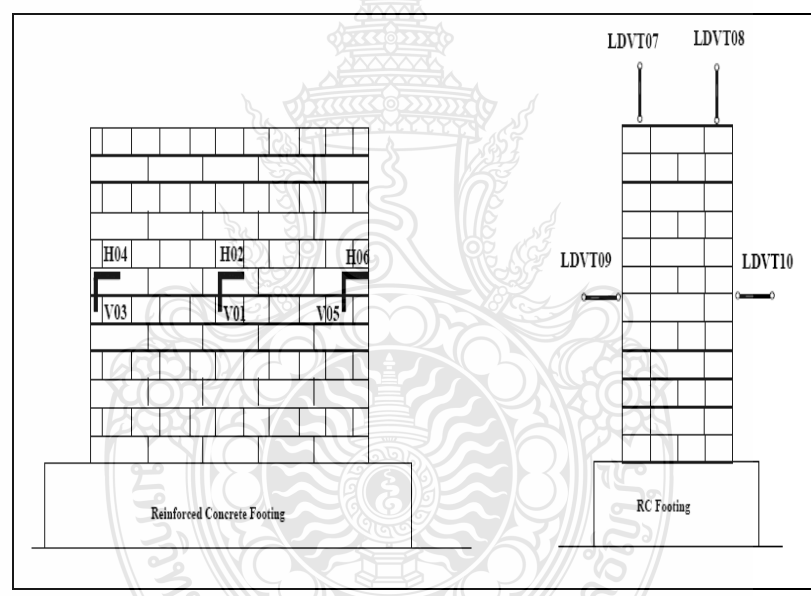 LDVT07
LDVT08
H04
H02
H06
LDVT09
LDVT10
V03
V01
V05
Reinforced Concrete Footing
RC Footing